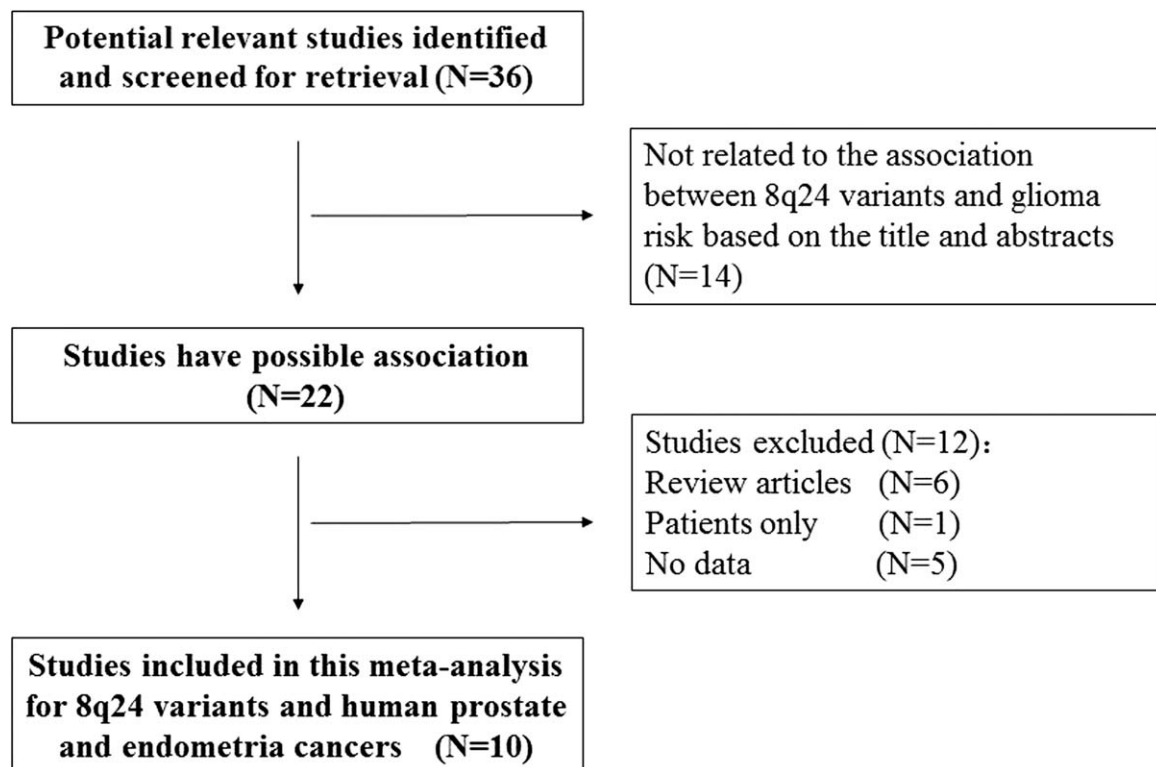 Potential relevant studies identified
and screened for retrieval (N=36)
Not related to the association
between 8q24 variants and glioma
risk based on the title and abstracts
(N=14)
Studies have possible association
(N=22)
Studies excluded (N=12):
Review articles (N=6)
Patients only (N=1)
No data (N=5)
Studies included in this meta-analysis
for 8q24 variants and human prostate
and endometria cancers (N=10)